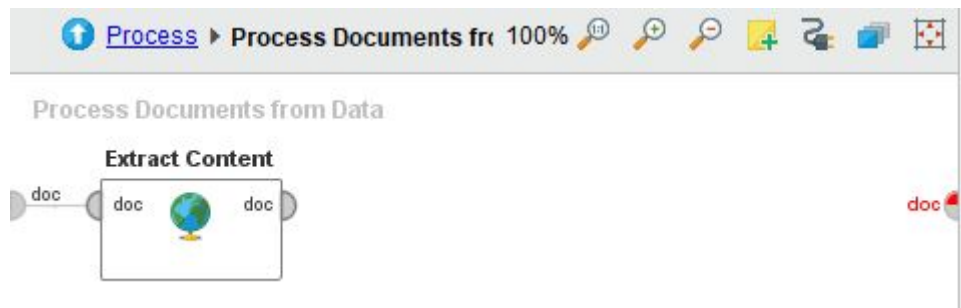 Process ▸ Process Documents fr 100%
Process Documents from Data
Extract Content
doc doc doc doc